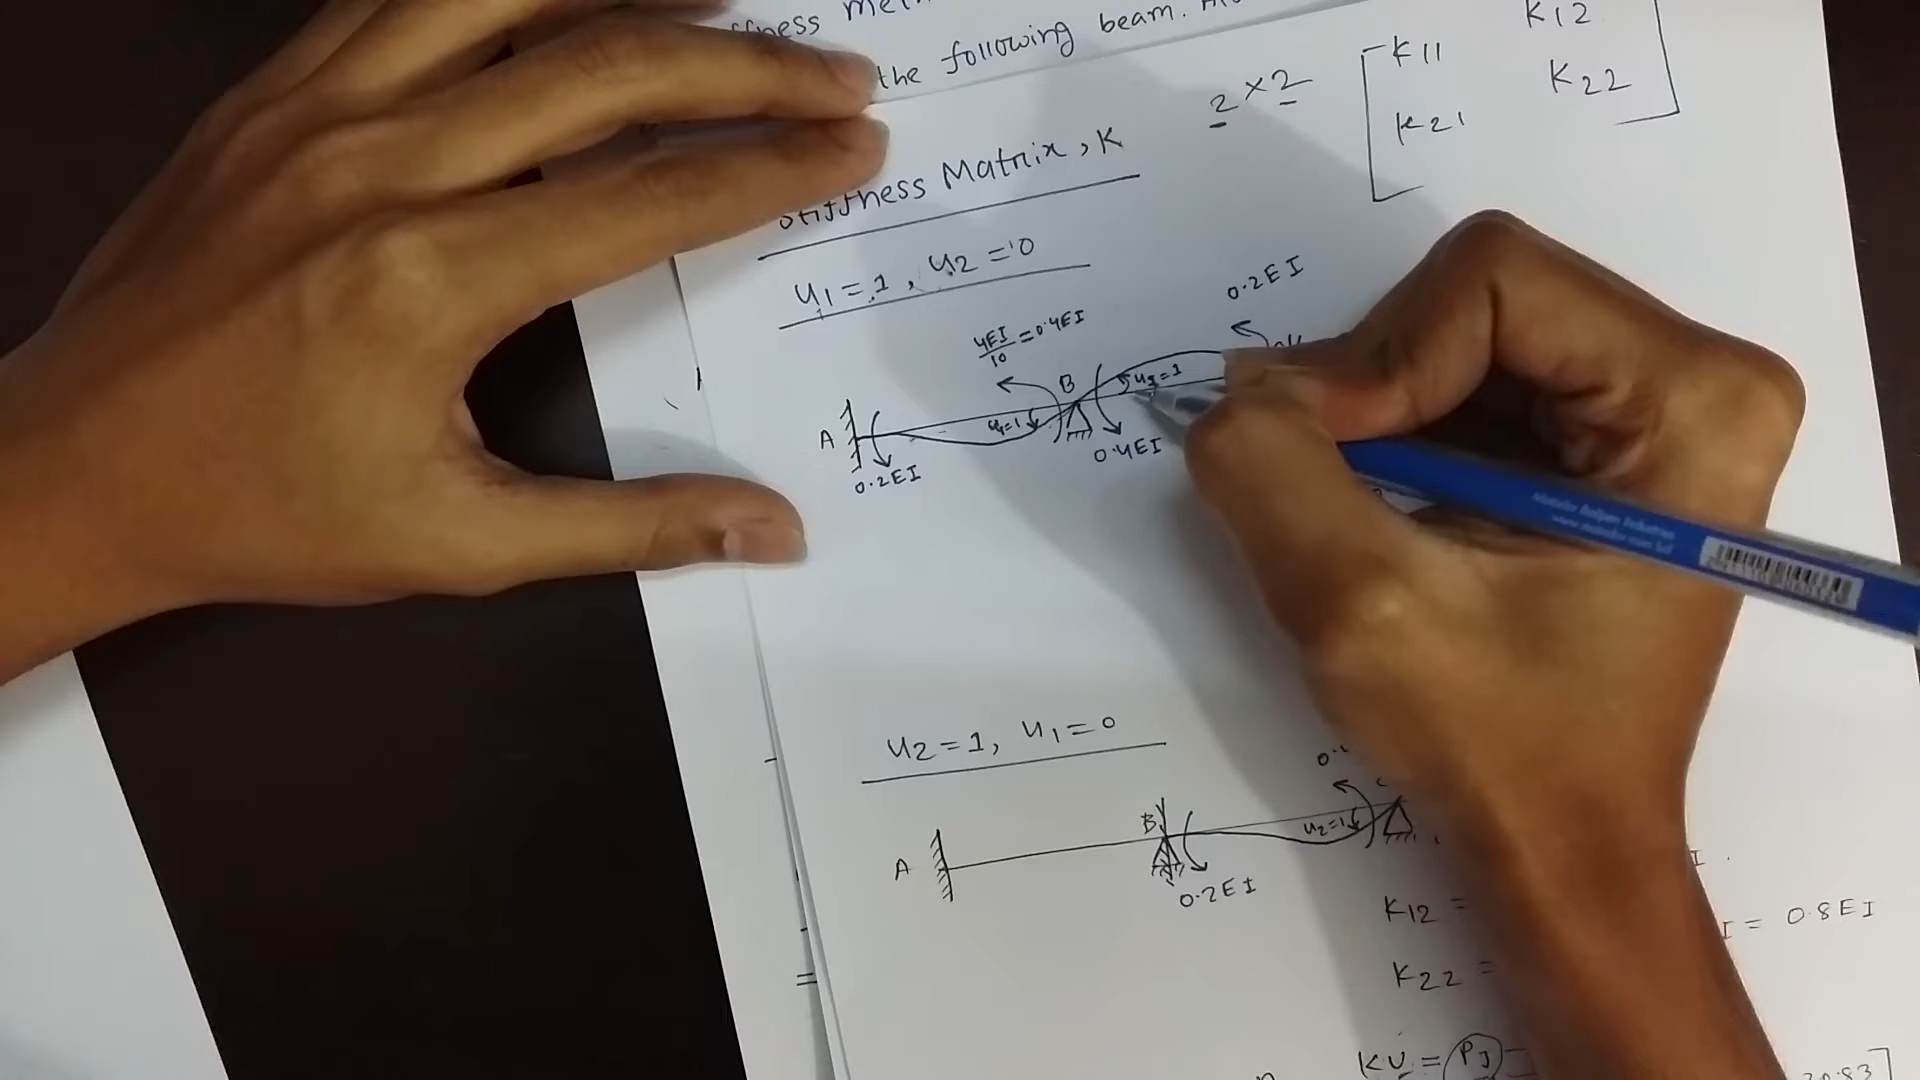 the following beam.
2 × 2
K11 K12
K21 K22
Stiffness Matrix, K
u1 = 1, u2 = 0
0.2EI
4EI/10 = 0.4EI
B
u1=1
A
u1=1
0.4EI
0.2EI
u2 = 1, u1 = 0
B
u2=1
A
0.2EI
K12 =
I = 0.8EI
K22 =
KU = PJ